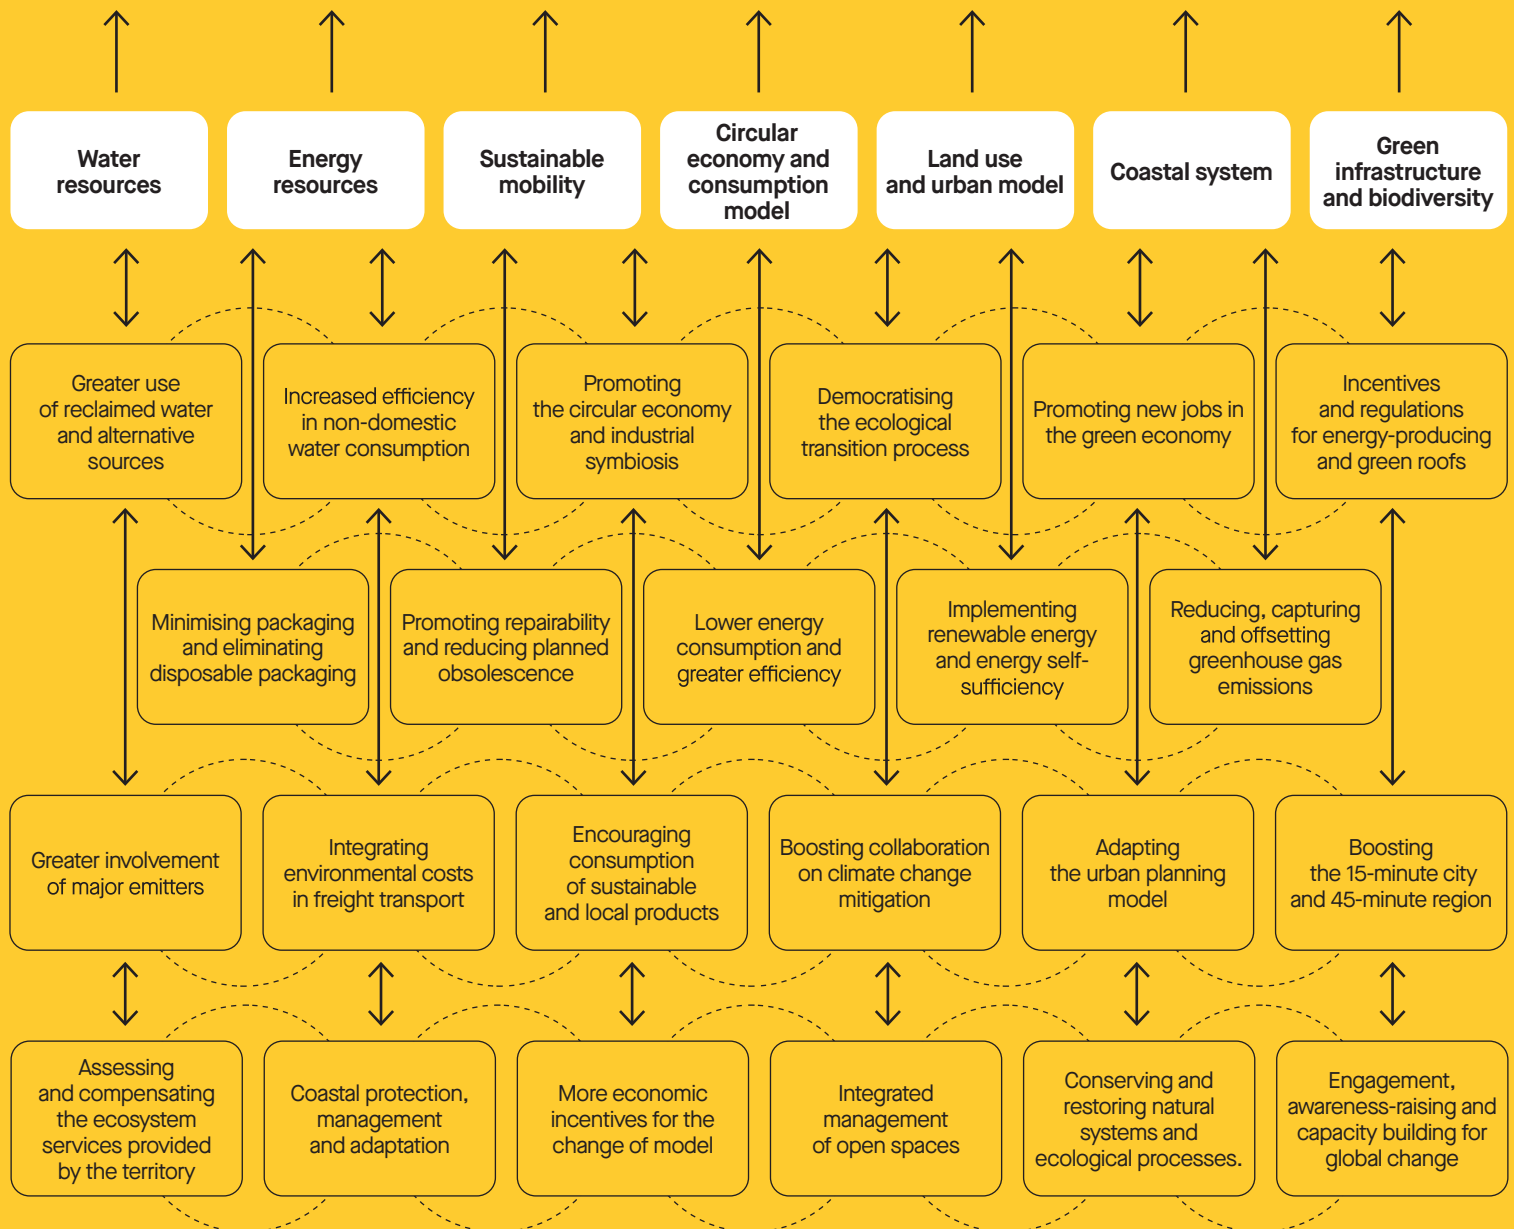 Water
resources
Energy
resources
Sustainable
mobility
Circular
economy and
consumption
model
Land use
and urban model
Coastal system
Green
infrastructure
and biodiversity
Greater use
of reclaimed water
and alternative
sources
Increased efficiency
in non-domestic
water consumption
Promoting
the circular economy
and industrial
symbiosis
Democratising
the ecological
transition process
Promoting new jobs in
the green economy
Incentives
and regulations
for energy-producing
and green roofs
Minimising packaging
and eliminating
disposable packaging
Promoting repairability
and reducing planned
obsolescence
Lower energy
consumption and
greater efficiency
Implementing
renewable energy
and energy self-
sufficiency
Reducing, capturing
and offsetting
greenhouse gas
emissions
Greater involvement
of major emitters
Integrating
environmental costs
in freight transport
Encouraging
consumption
of sustainable
and local products
Boosting collaboration
on climate change
mitigation
Adapting
the urban planning
model
Boosting
the 15-minute city
and 45-minute region
Assessing
and compensating
the ecosystem
services provided
by the territory
Coastal protection,
management
and adaptation
More economic
incentives for the
change of model
Integrated
management
of open spaces
Conserving and
restoring natural
systems and
ecological processes.
Engagement,
awareness-raising and
capacity building for
global change